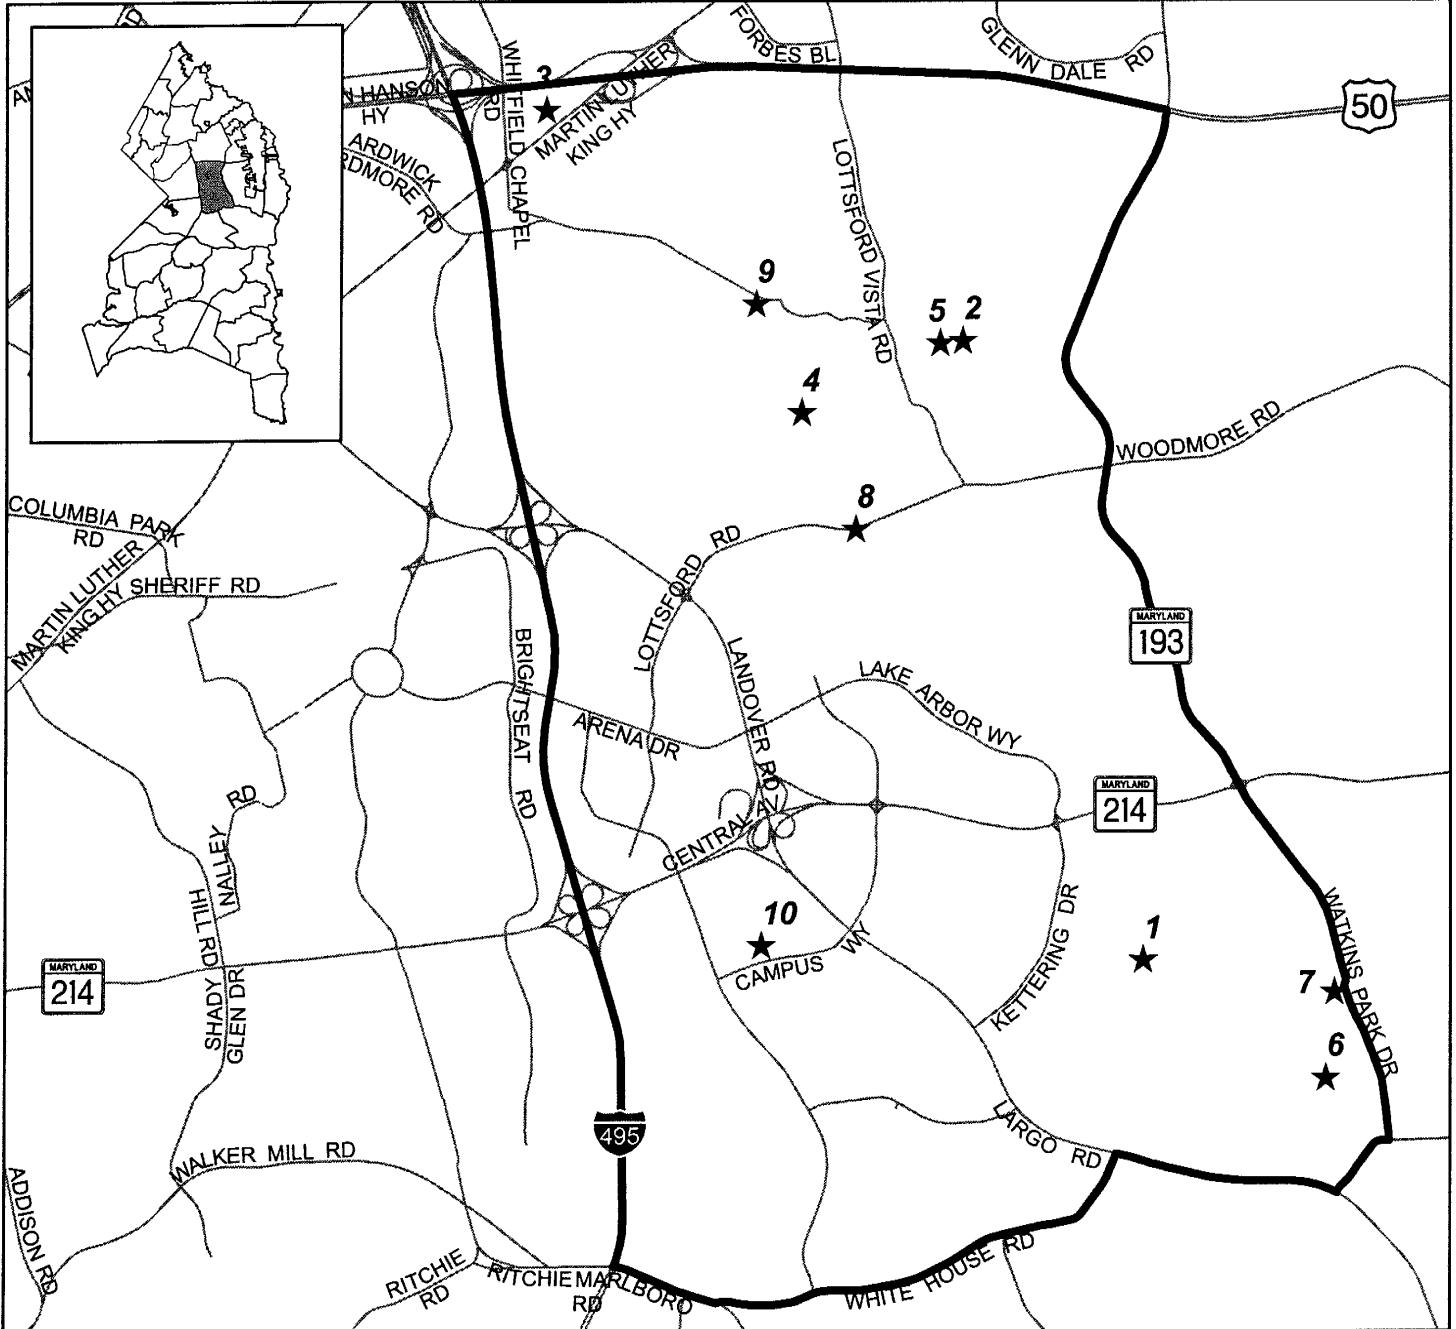 FORBES BL
GLENN DALE RD
WHITFIELD CHAPEL
RD
3
MARTIN LUTHER
KING HY
N HANSON
HY
50
ARDWICK
RDMORE RD
LOTTSFORD VISTA RD
9
5
2
4
WOODMORE RD
8
COLUMBIA PARK
RD
MARTIN LUTHER
KING HY
SHERIFF RD
LOTTSFORD RD
MARYLAND
193
BRIGHTSEAT RD
LANDOVER RD
LAKE ARBOR WY
ARENA DR
MARYLAND
214
NALLEY RD
CENTRAL AV
10
CAMPUS WY
KETTERING DR
1
WATKINS PARK DR
7
6
MARYLAND
214
SHADY
GLEN DR
HILL RD
LARGO RD
495
WALKER MILL RD
ADDISON RD
RITCHIE
RD
RITCHIE MARLBORO
RD
WHITE HOUSE RD